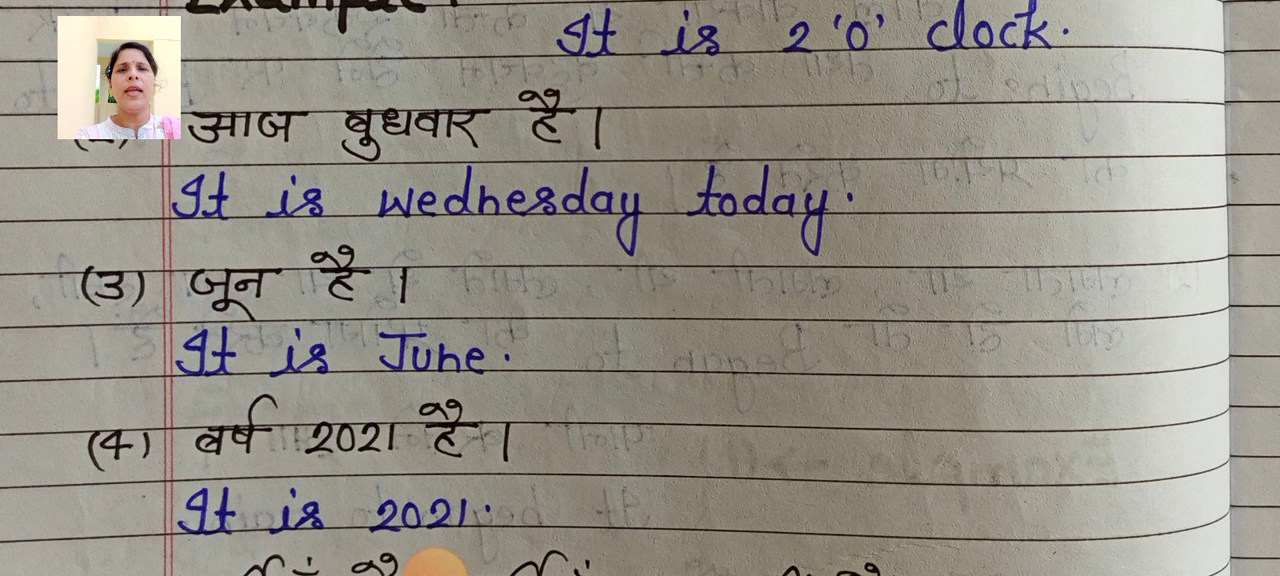 Example :
It is 2 'O' clock.
आज बुधवार है।
It is wednesday today.
(3) जून है।
It is June.
(4) वर्ष 2021 है।
It is 2021.